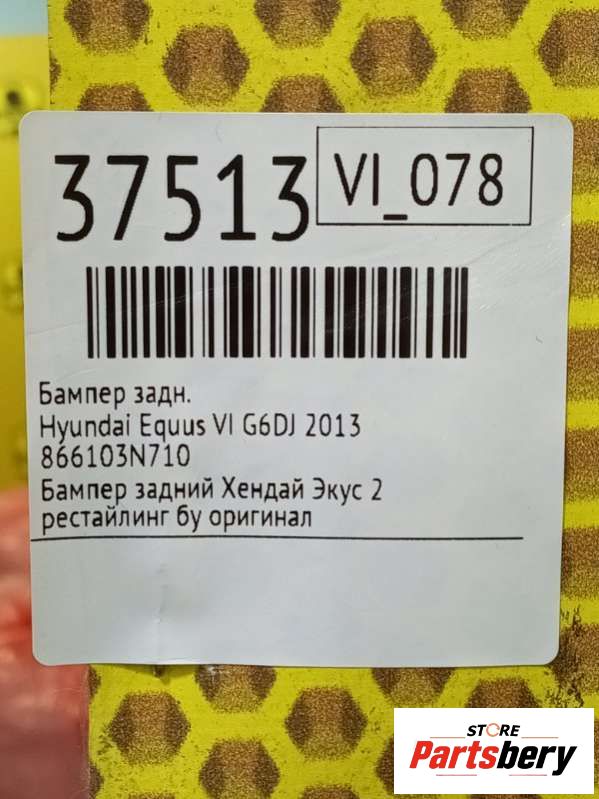 37513
VI_078
Бампер задн.
Hyundai Equus VI G6DJ 2013
866103N710
Бампер задний Хендай Экус 2
рестайлинг бу оригинал
STORE
Partsbery